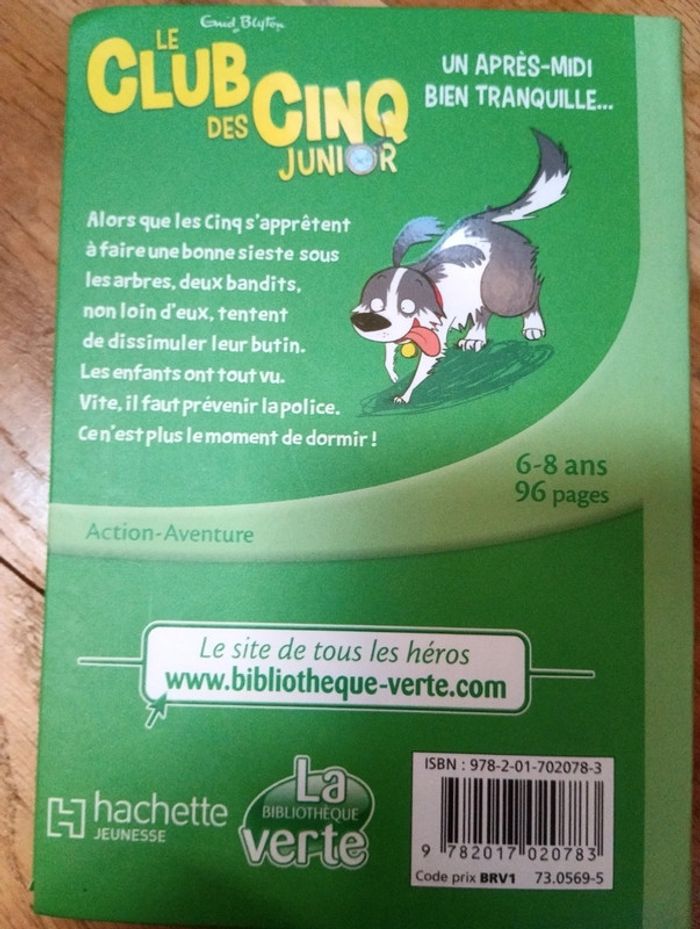 Enid Blyton
LE
CLUB
DES CINQ
JUNIOR
UN APRÈS-MIDI
BIEN TRANQUILLE...
Alors que les Cinq s'apprêtent
à faire une bonne sieste sous
les arbres, deux bandits,
non loin d'eux, tentent
de dissimuler leur butin.
Les enfants ont tout vu.
Vite, il faut prévenir la police.
Ce n'est plus le moment de dormir !
6-8 ans
96 pages
Action-Aventure
Le site de tous les héros
www.bibliotheque-verte.com
hachette
JEUNESSE
La
BIBLIOTHÈQUE
verte
ISBN : 978-2-01-702078-3
9 782017 020783
Code prix BRV1 73.0569-5